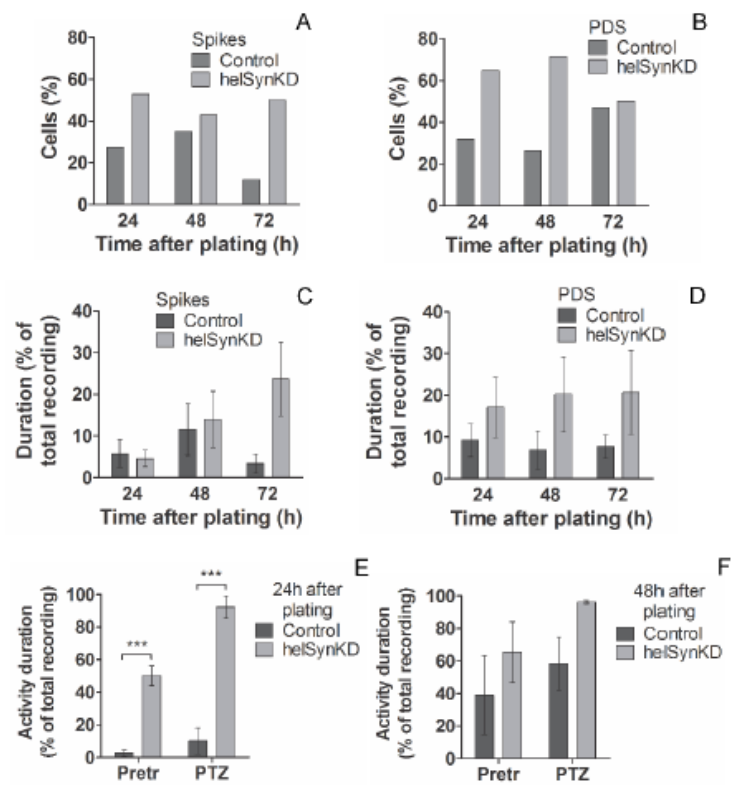 A
Spikes
Control
helSynKD
Cells (%)
80
60
40
20
0
24 48 72
Time after plating (h)
B
PDS
Control
helSynKD
Cells (%)
80
60
40
20
0
24 48 72
Time after plating (h)
C
Spikes
Control
helSynKD
Duration (% of
total recording)
40
30
20
10
0
24 48 72
Time after plating (h)
D
PDS
Control
helSynKD
Duration (% of
total recording)
40
30
20
10
0
24 48 72
Time after plating (h)
E
24h after
plating
Control
helSynKD
Activity duration
(% of total recording)
100
80
60
40
20
0
***
***
Pretr PTZ
F
48h after
plating
Control
helSynKD
Activity duration
(% of total recording)
100
80
60
40
20
0
Pretr PTZ